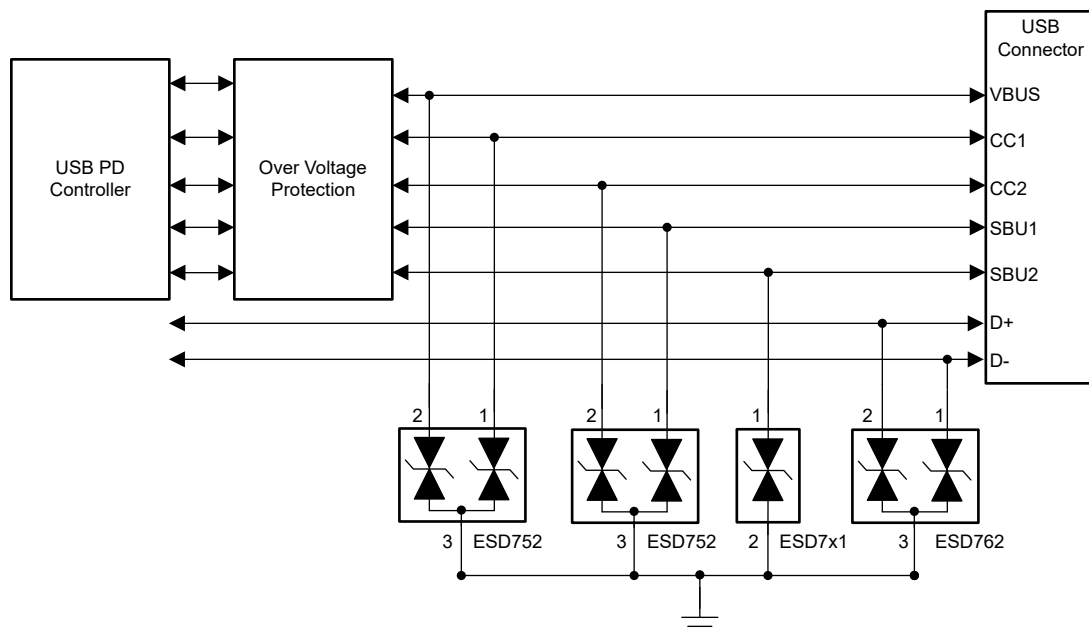 USB
Connector
USB PD
Controller
Over Voltage
Protection
VBUS
CC1
CC2
SBU1
SBU2
D+
D-
2
1
2
1
1
2
1
3
ESD752
3
ESD752
2
ESD7x1
3
ESD762